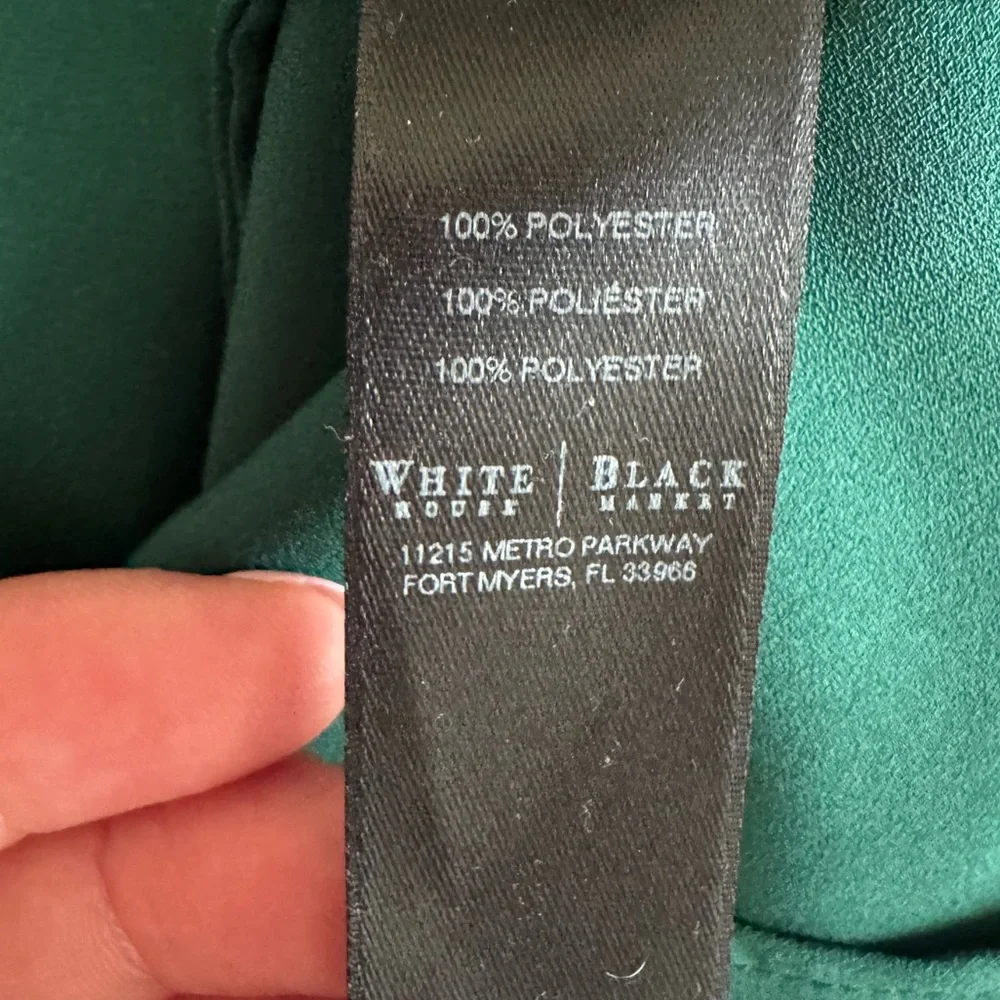 100% POLYESTER
100% POLIÉSTER
100% POLYESTER
WHITE | BLACK
HOUSE MARKET
11215 METRO PARKWAY
FORT MYERS, FL 33966